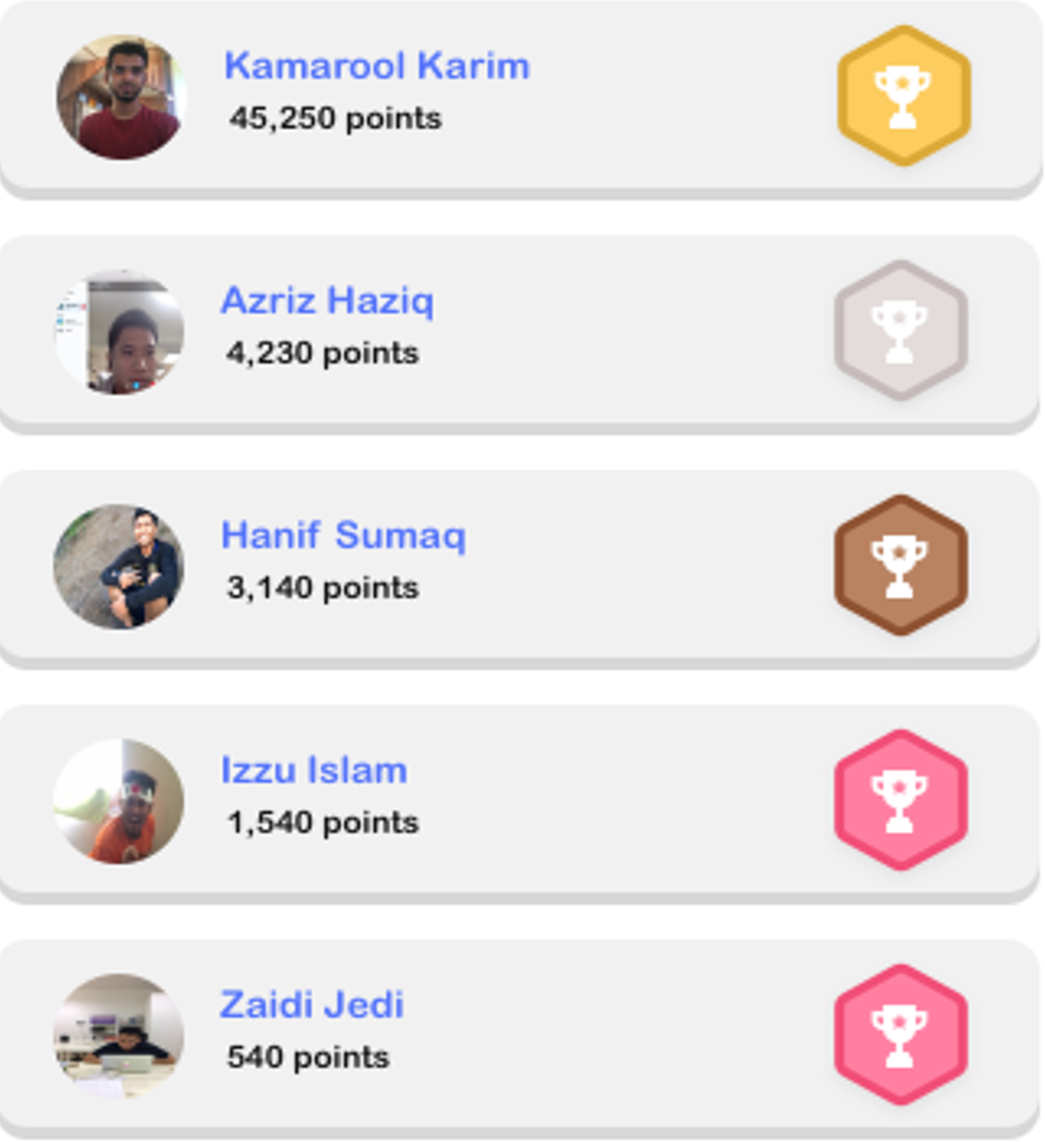 Kamarool Karim
45,250 points
Azriz Haziq
4,230 points
Hanif Sumaq
3,140 points
Izzu Islam
1,540 points
Zaidi Jedi
540 points